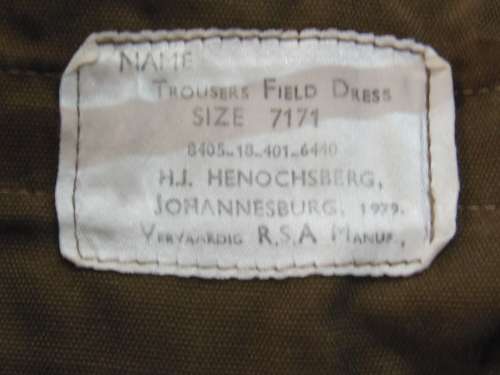 NAME
TROUSERS FIELD DRESS
SIZE 7171
8405-18-401-6440
H.J. HENOCHSBERG,
JOHANNESBURG, 1979.
VERVAARDIG R.S.A MANUF.,